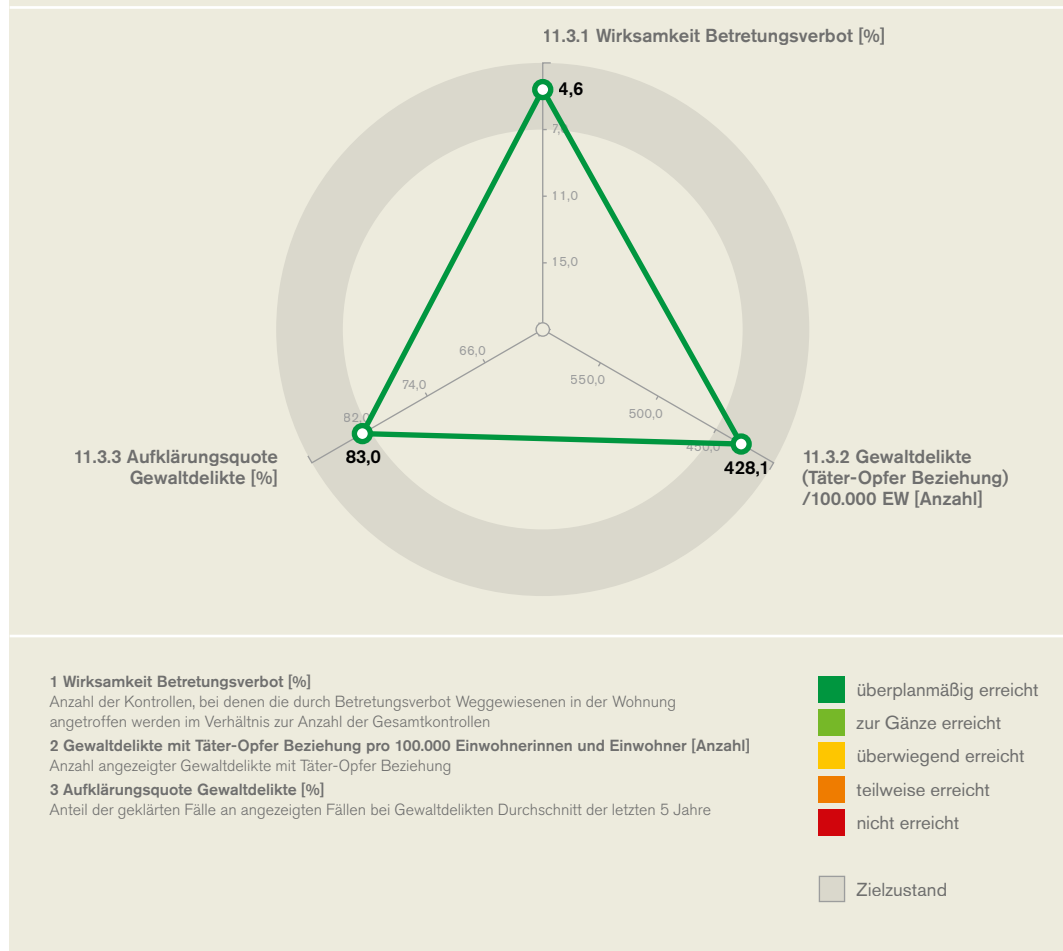 11.3.1 Wirksamkeit Betretungsverbot [%]
4,6
7,0
11,0
15,0
66,0
74,0
82,0
550,0
500,0
450,0
83,0
428,1
11.3.3 Aufklärungsquote
Gewaltdelikte [%]
11.3.2 Gewaltdelikte
(Täter-Opfer Beziehung)
/100.000 EW [Anzahl]
1 Wirksamkeit Betretungsverbot [%]
Anzahl der Kontrollen, bei denen die durch Betretungsverbot Weggewiesenen in der Wohnung
angetroffen werden im Verhältnis zur Anzahl der Gesamtkontrollen
2 Gewaltdelikte mit Täter-Opfer Beziehung pro 100.000 Einwohnerinnen und Einwohner [Anzahl]
Anzahl angezeigter Gewaltdelikte mit Täter-Opfer Beziehung
3 Aufklärungsquote Gewaltdelikte [%]
Anteil der geklärten Fälle an angezeigten Fällen bei Gewaltdelikten Durchschnitt der letzten 5 Jahre
überplanmäßig erreicht
zur Gänze erreicht
überwiegend erreicht
teilweise erreicht
nicht erreicht
Zielzustand